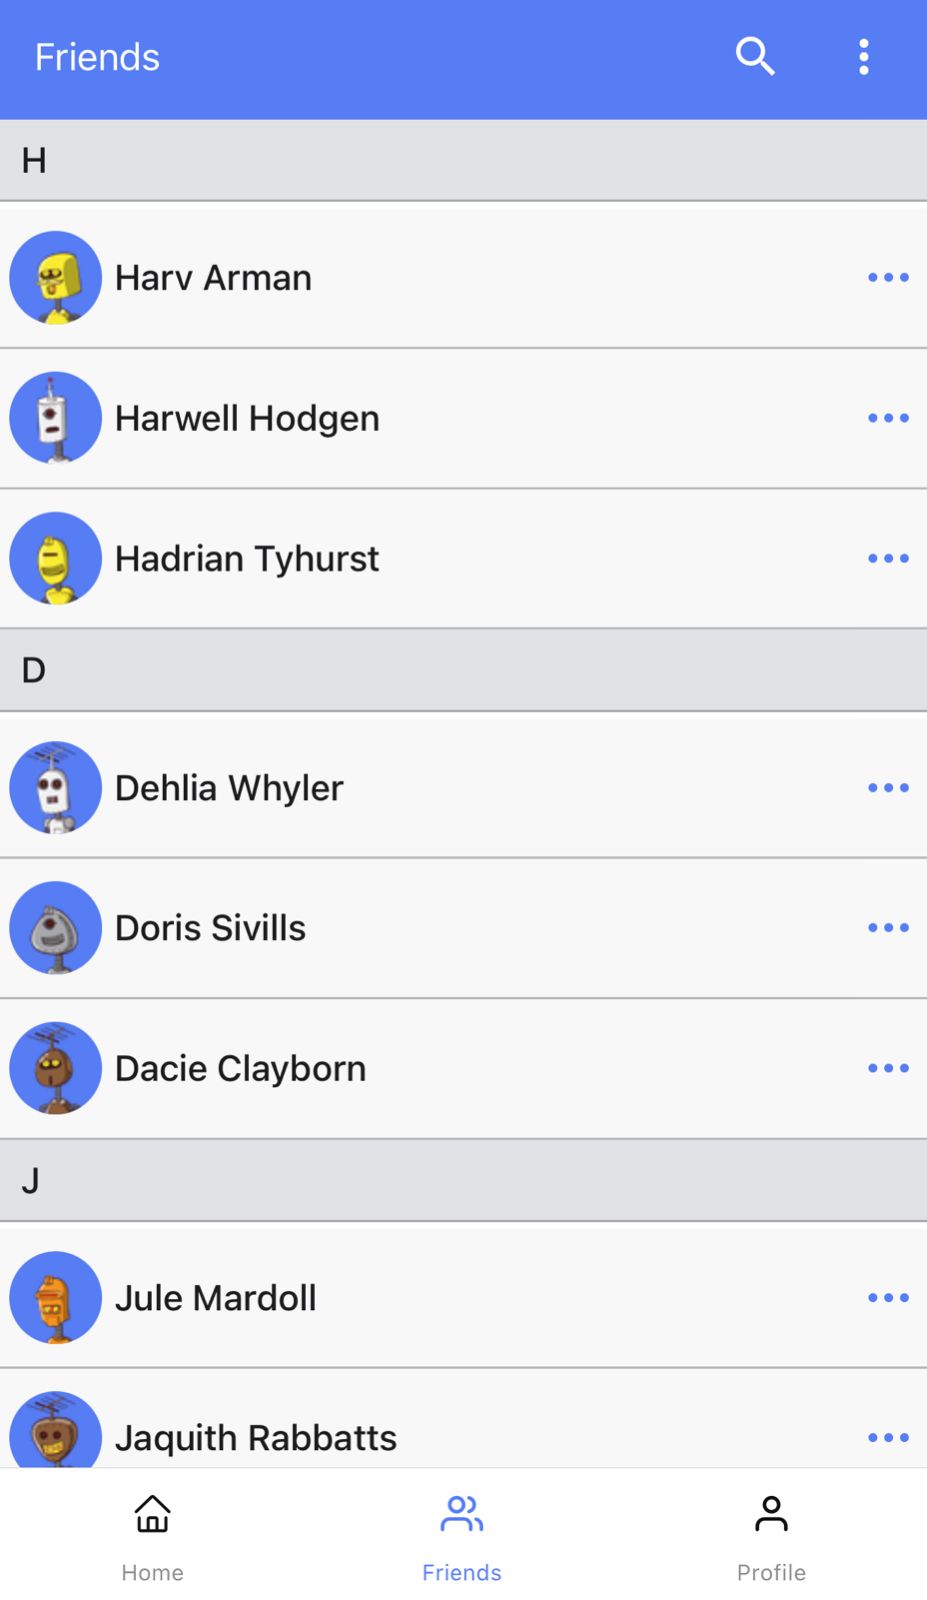 Friends
H
Harv Arman
Harwell Hodgen
Hadrian Tyhurst
D
Dehlia Whyler
Doris Sivills
Dacie Clayborn
J
Jule Mardoll
Jaquith Rabbatts
Home
Friends
Profile